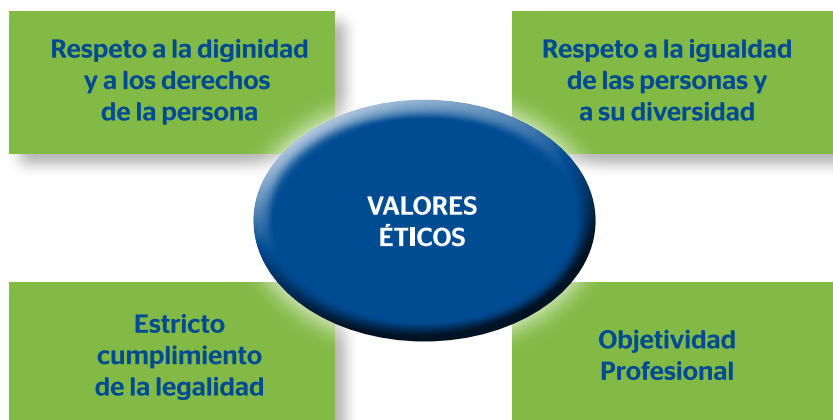 Respeto a la diginidad
y a los derechos
de la persona
Respeto a la igualdad
de las personas y
a su diversidad
VALORES
ÉTICOS
Estricto
cumplimiento
de la legalidad
Objetividad
Profesional